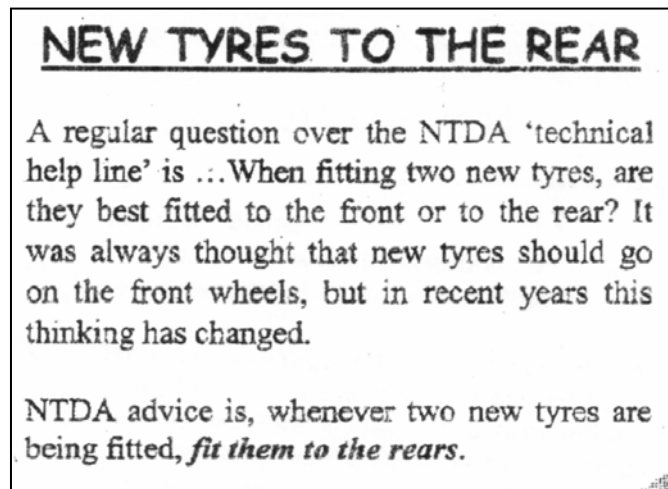 NEW TYRES TO THE REAR
A regular question over the NTDA ‘technical
help line’ is ...When fitting two new tyres, are
they best fitted to the front or to the rear? It
was always thought that new tyres should go
on the front wheels, but in recent years this
thinking has changed.
NTDA advice is, whenever two new tyres are
being fitted, fit them to the rears.